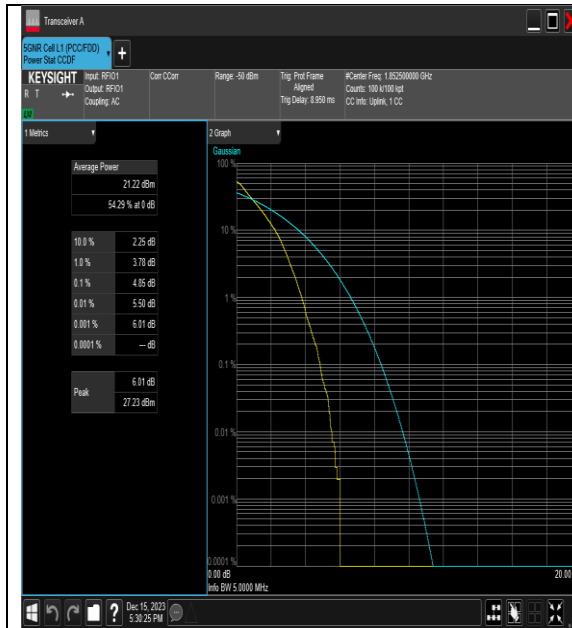 Transceiver A
5GNR Cell L1 (PCC/FDD)
Power Stat CCDF
+
KEYSIGHT
R T
LXI
Input: RFIO1
Output: RFIO1
Coupling: AC
Corr CCorr
Range: -50 dBm
Trig: Prot Frame
Aligned
Trig Delay: 8.950 ms
#Center Freq: 1.852500000 GHz
Counts: 100 k/100 kpt
CC Info: Uplink, 1 CC
1 Metrics
Average Power
21.22 dBm
54.29 % at 0 dB
10.0 % 2.25 dB
1.0 % 3.78 dB
0.1 % 4.85 dB
0.01 % 5.50 dB
0.001 % 6.01 dB
0.0001 % --- dB
Peak
6.01 dB
27.23 dBm
2 Graph
Gaussian
100 %
10 %
1 %
0.1 %
0.01 %
0.001 %
0.0001 %
0.00 dB
20.00
Info BW 5.0000 MHz
?
Dec 15, 2023
5:30:25 PM